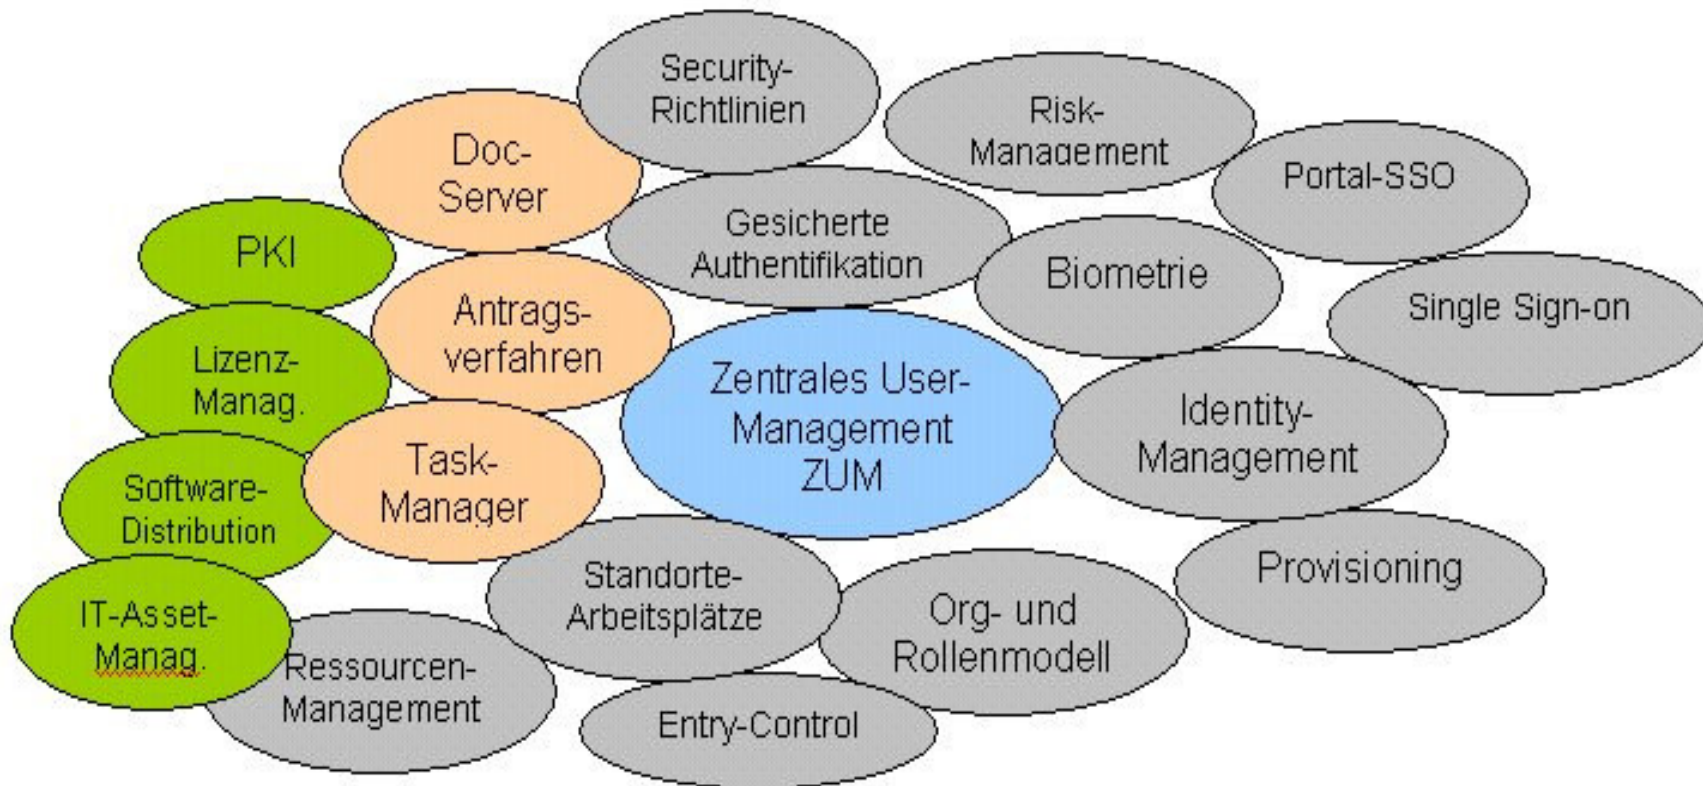 Security-
Richtlinien
Risk-
Management
Doc-
Server
Portal-SSO
PKI
Gesicherte
Authentifikation
Biometrie
Antrags-
verfahren
Single Sign-on
Lizenz-
Manag.
Zentrales User-
Management
ZUM
Identity-
Management
Task-
Manager
Software-
Distribution
Standorte-
Arbeitsplätze
Provisioning
IT-Asset-
Manag.
Org- und
Rollenmodell
Ressourcen-
Management
Entry-Control